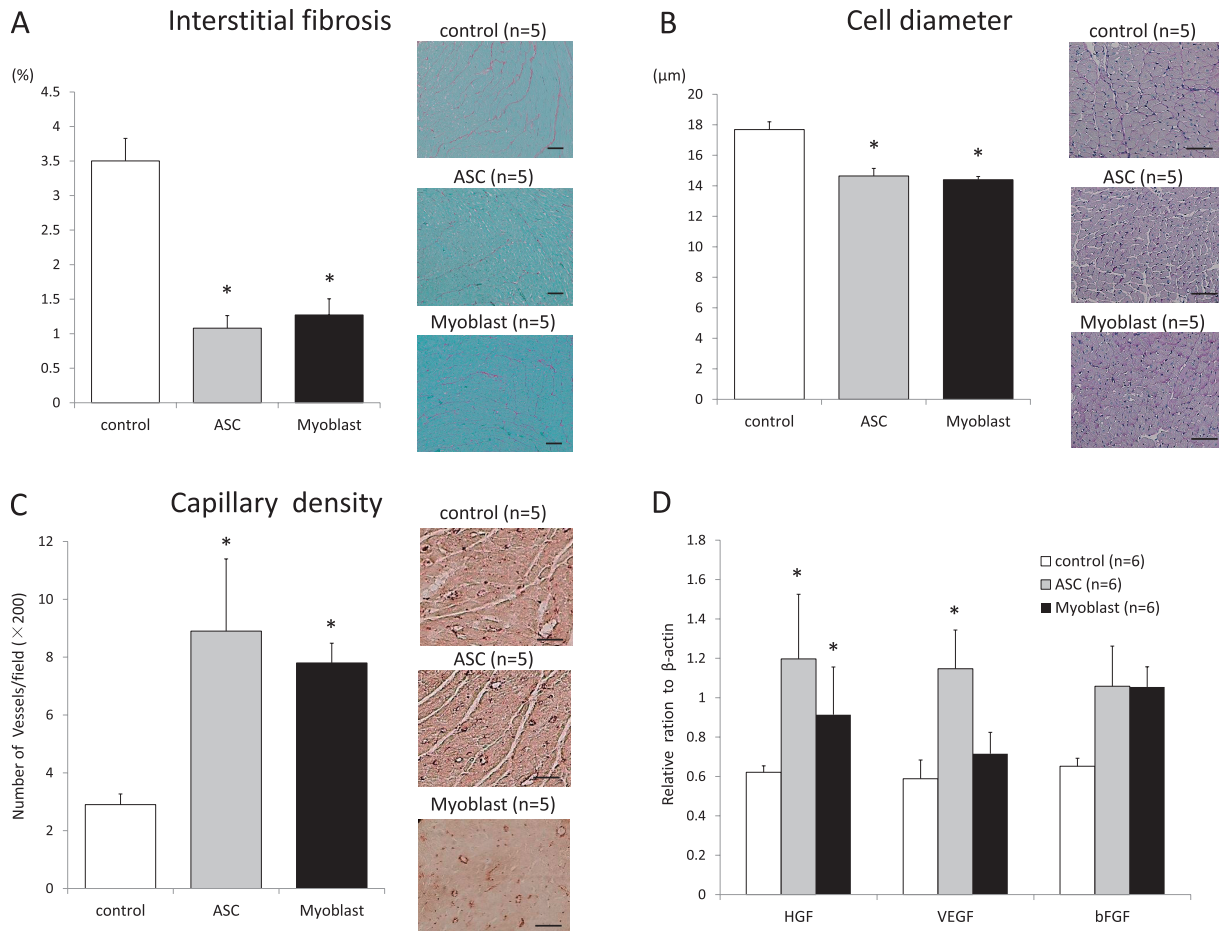 A
Interstitial fibrosis
(%)
4.5
4
3.5
3
2.5
2
1.5
1
0.5
0
*
*
control
ASC
Myoblast
control (n=5)
ASC (n=5)
Myoblast (n=5)
B
Cell diameter
(μm)
20
18
16
14
12
10
8
6
4
2
0
*
*
control
ASC
Myoblast
control (n=5)
ASC (n=5)
Myoblast (n=5)
C
Capillary density
Number of Vessels/field (×200)
12
10
8
6
4
2
0
*
*
control
ASC
Myoblast
control (n=5)
ASC (n=5)
Myoblast (n=5)
D
Relative ration to β-actin
1.8
1.6
1.4
1.2
1
0.8
0.6
0.4
0.2
0
*
*
*
control (n=6)
ASC (n=6)
Myoblast (n=6)
HGF
VEGF
bFGF